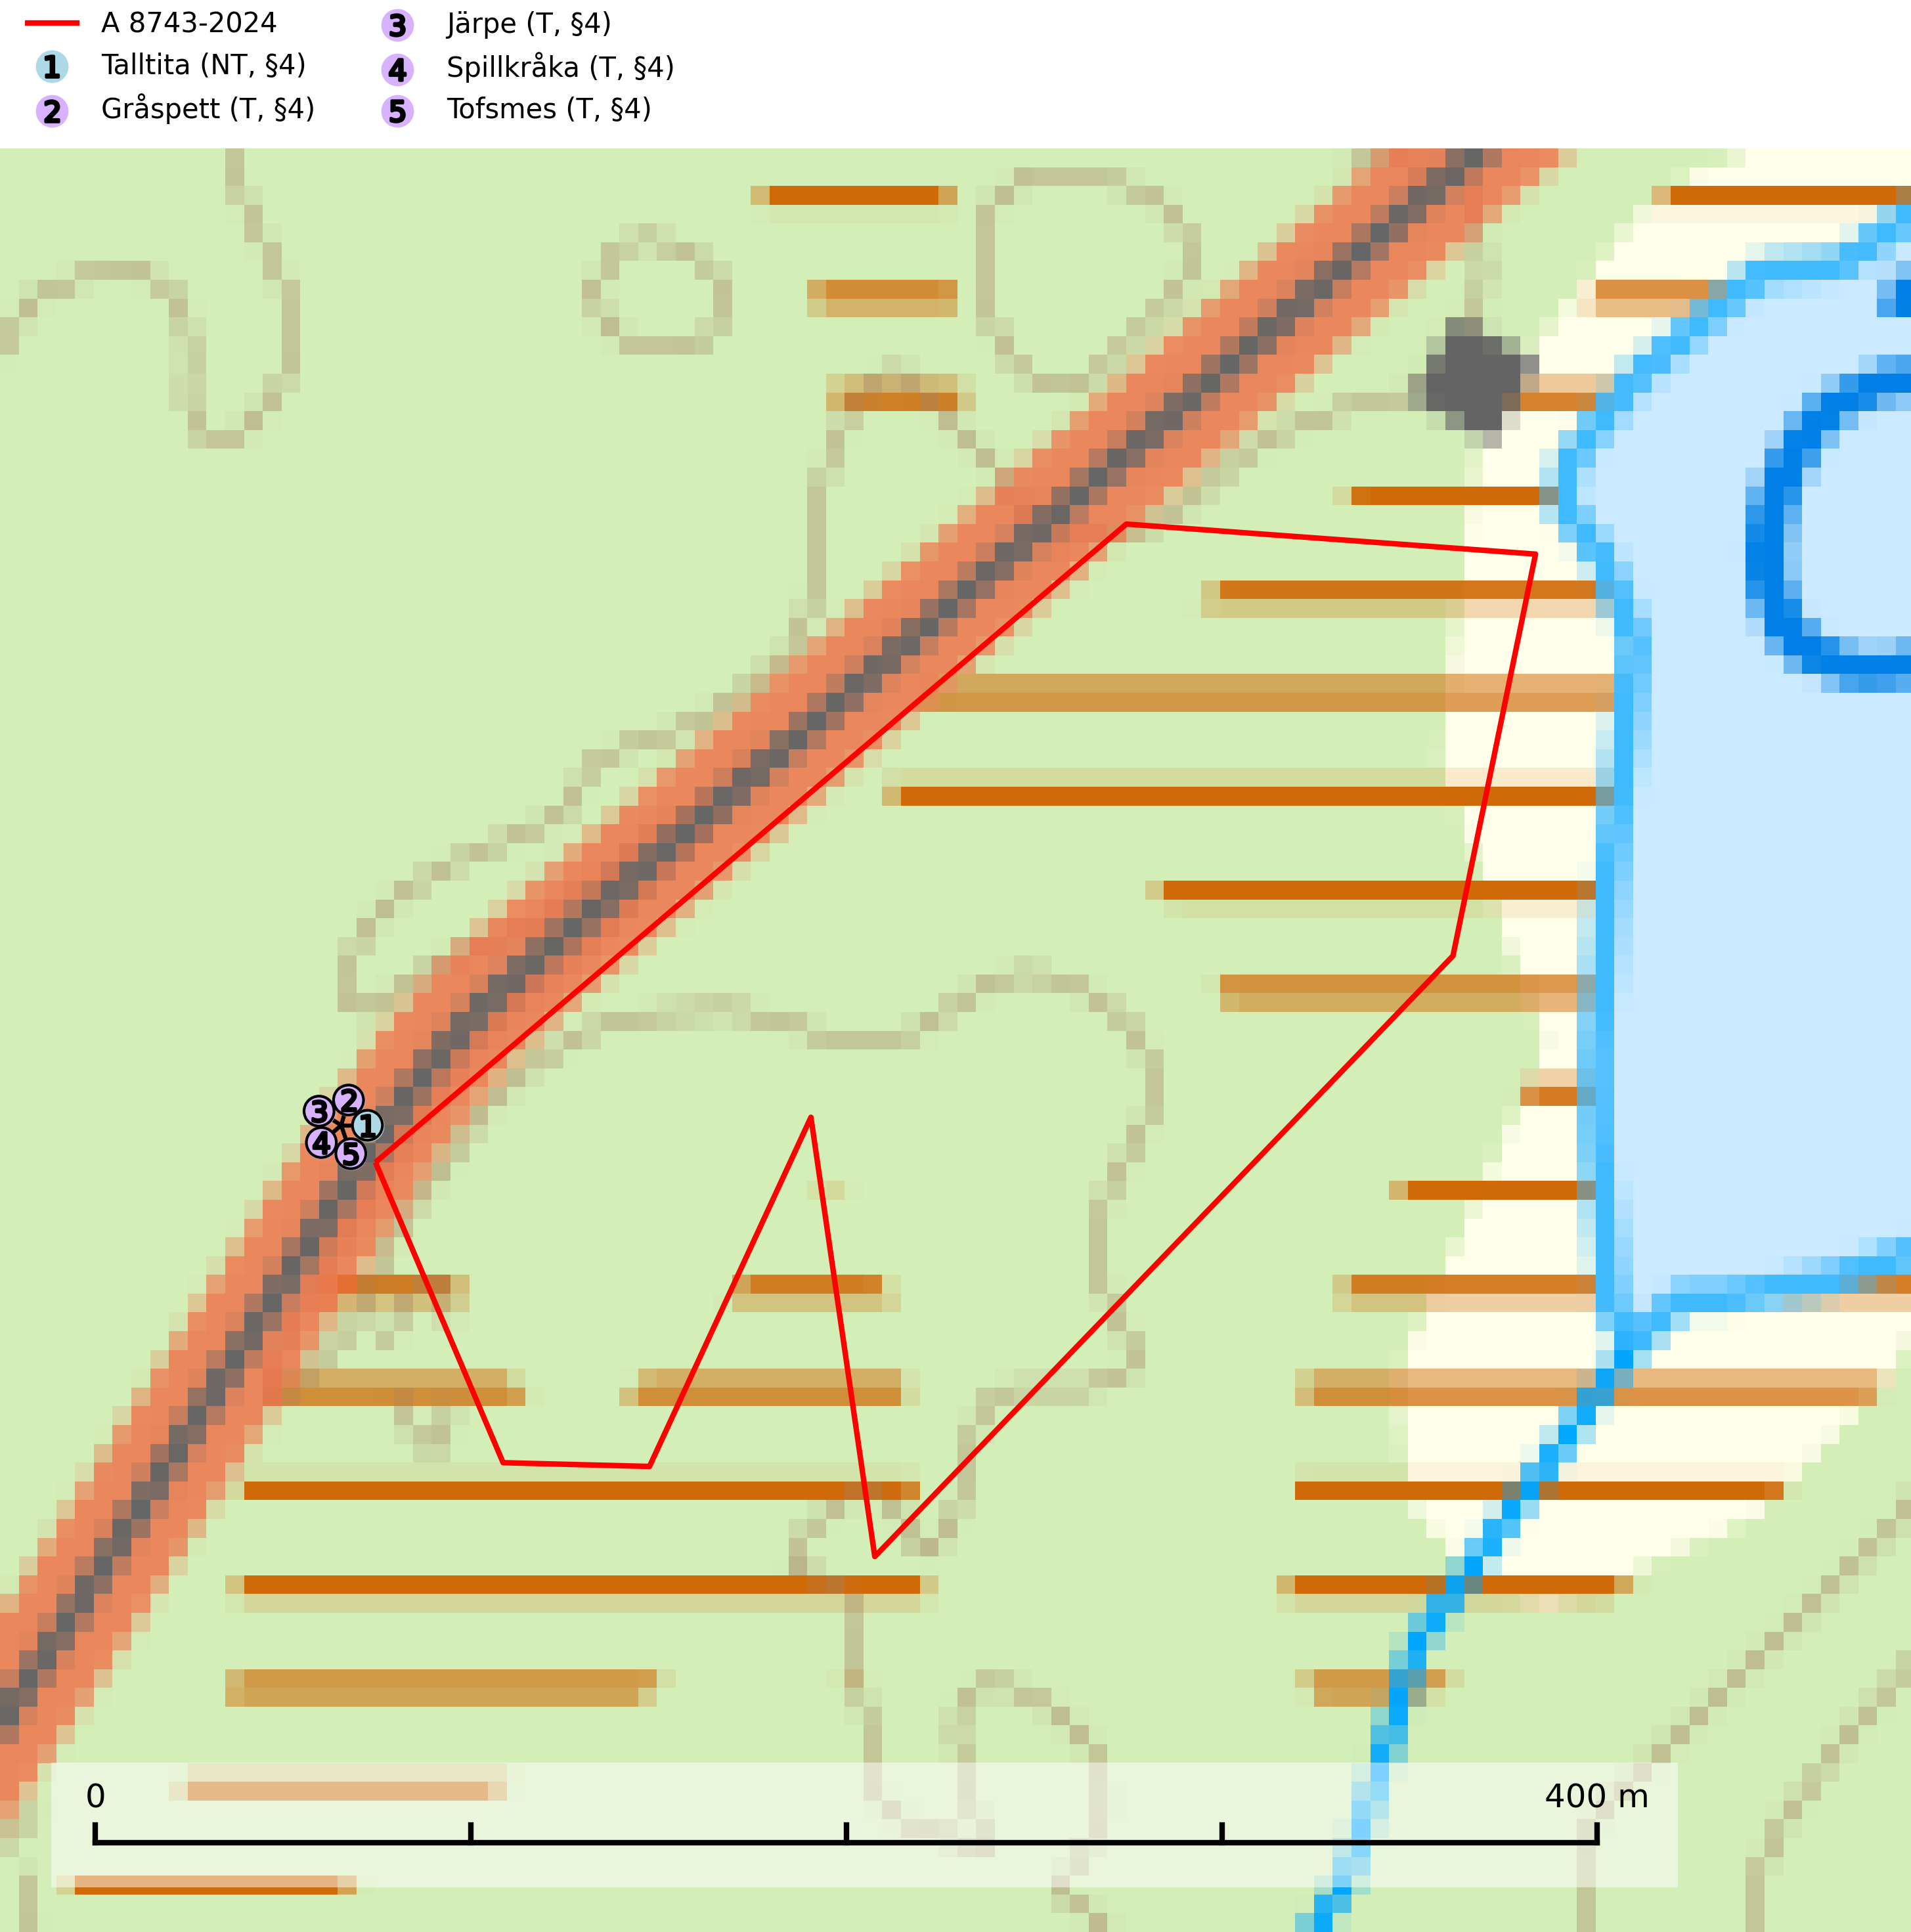 A 8743-2024
1 Talltita (NT, §4)
2 Gråspett (T, §4)
3 Järpe (T, §4)
4 Spillkråka (T, §4)
5 Tofsmes (T, §4)
3 2 1 4 5
0 400 m